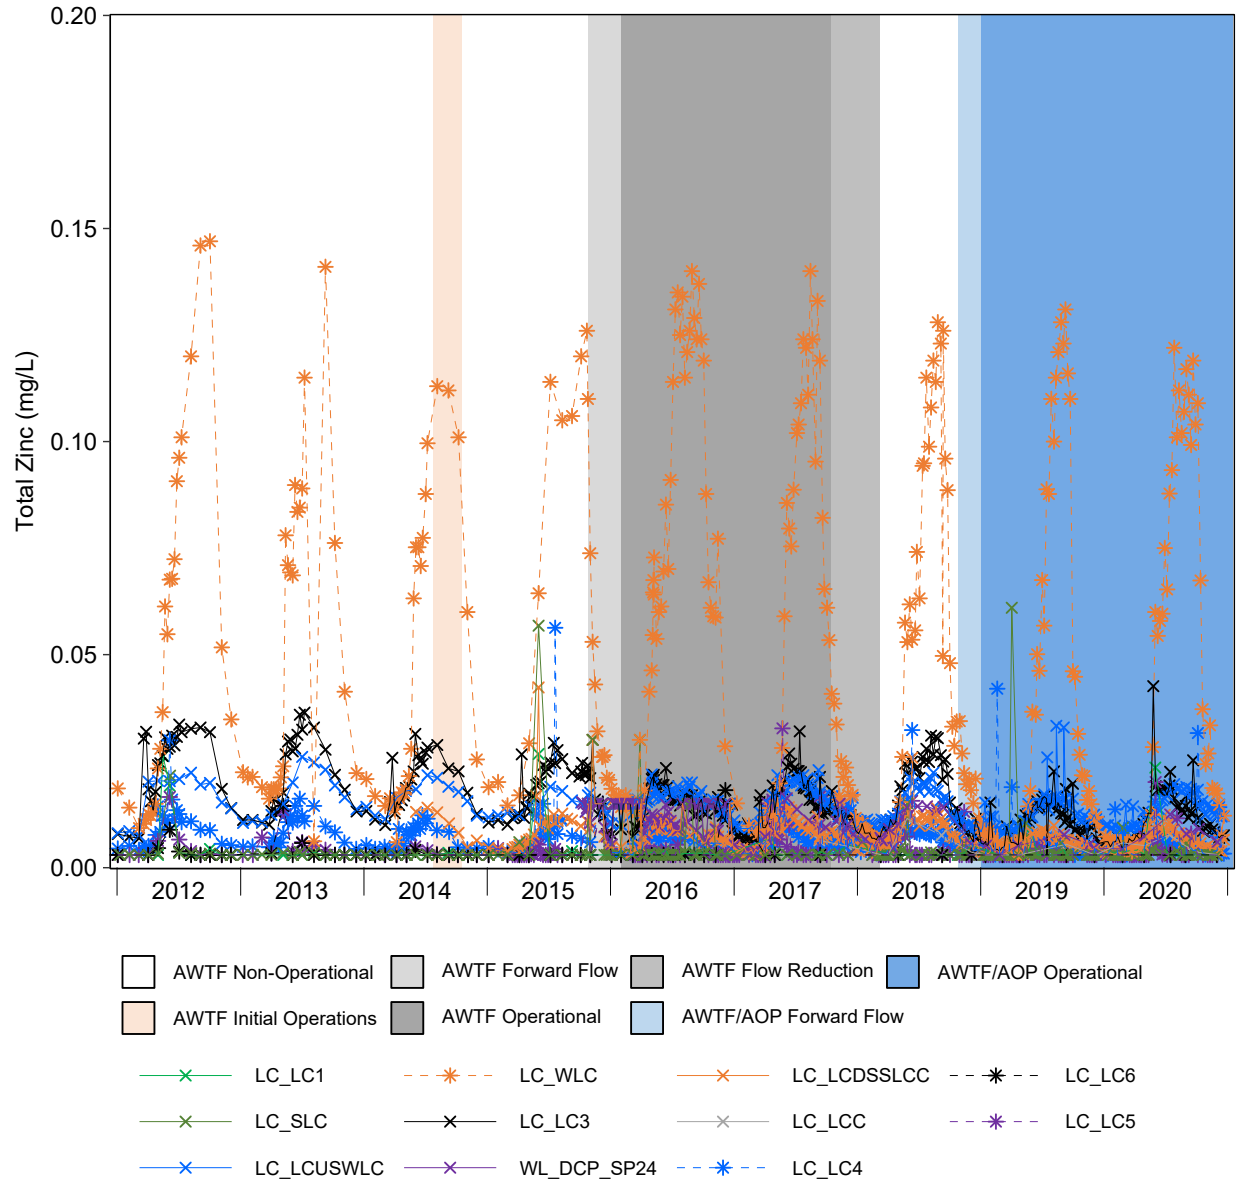 0.20
0.15
0.10
0.05
0.00
Total Zinc (mg/L)
2012 2013 2014 2015 2016 2017 2018 2019 2020
AWTF Non-Operational AWTF Forward Flow AWTF Flow Reduction AWTF/AOP Operational
AWTF Initial Operations AWTF Operational AWTF/AOP Forward Flow
LC_LC1 LC_WLC LC_LCDSSLCC LC_LC6
LC_SLC LC_LC3 LC_LCC LC_LC5
LC_LCUSWLC WL_DCP_SP24 LC_LC4